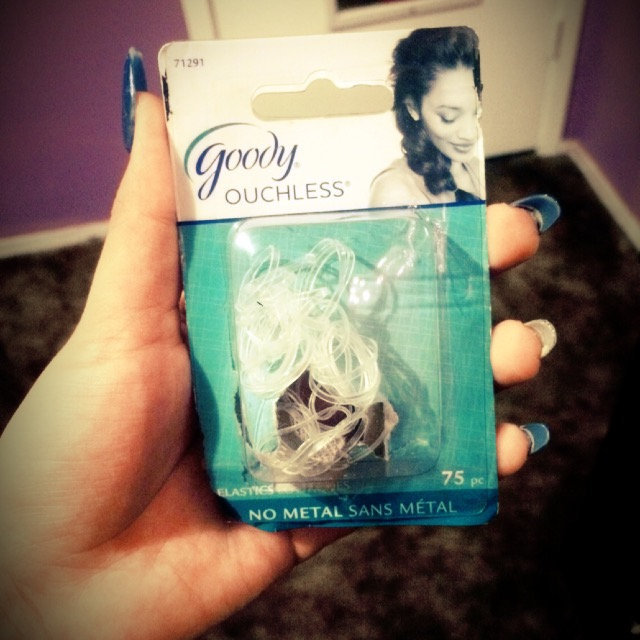 71291
goody®
OUCHLESS®
ELASTICS
75 pc
NO METAL SANS MÉTAL